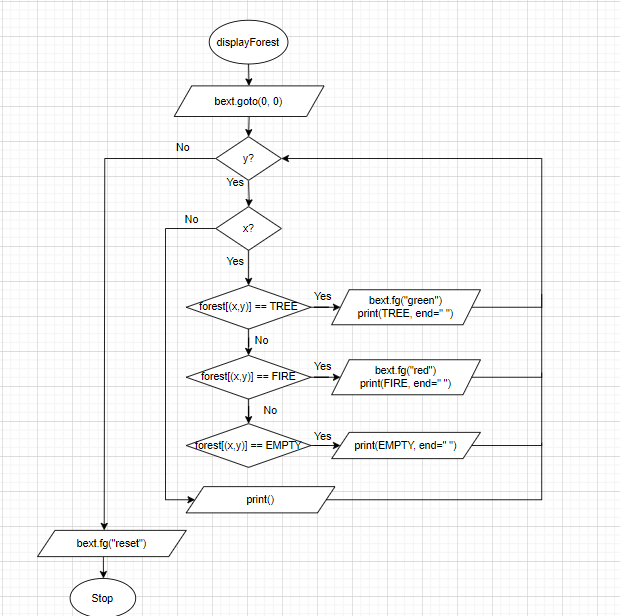 displayForest
bext.goto(0, 0)
No
y?
Yes
No
x?
Yes
forest[(x,y)] == TREE
Yes
bext.fg("green")
print(TREE, end=" ")
No
forest[(x,y)] == FIRE
Yes
bext.fg("red")
print(FIRE, end=" ")
No
forest[(x,y)] == EMPTY
Yes
print(EMPTY, end=" ")
print()
bext.fg("reset")
Stop